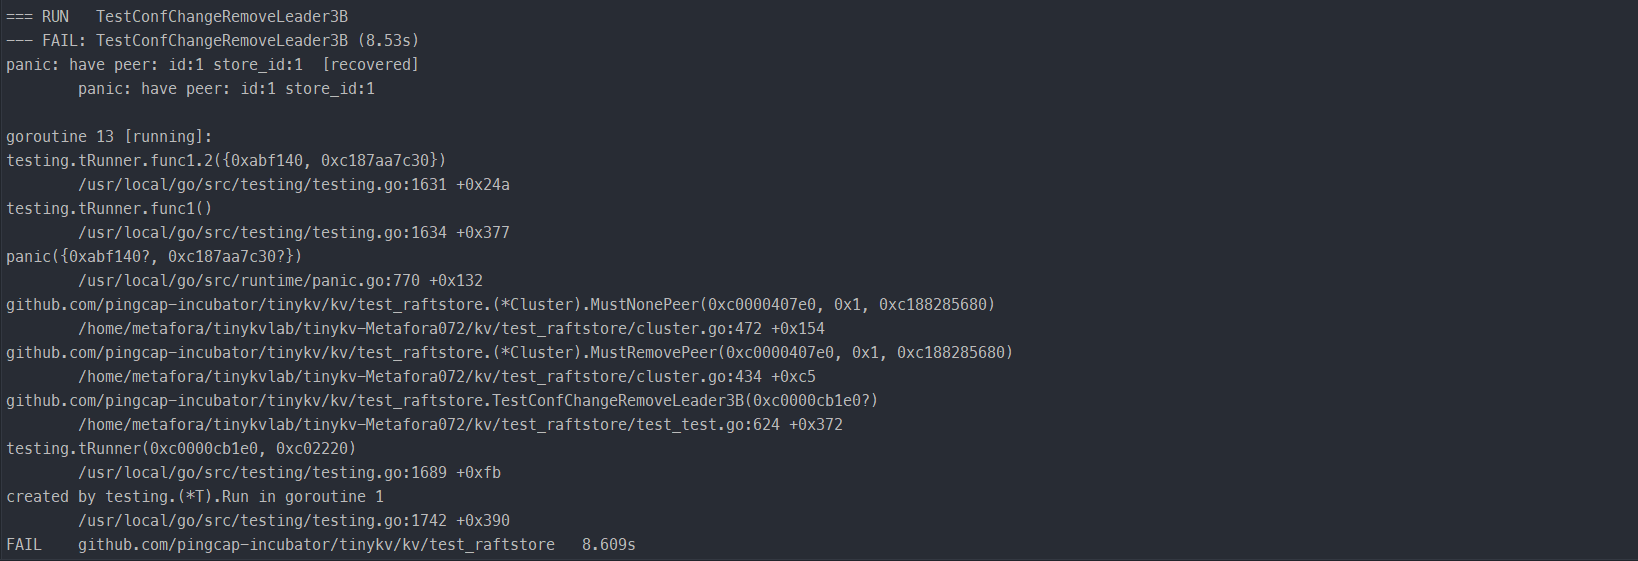 === RUN   TestConfChangeRemoveLeader3B
--- FAIL: TestConfChangeRemoveLeader3B (8.53s)
panic: have peer: id:1 store_id:1  [recovered]
        panic: have peer: id:1 store_id:1
goroutine 13 [running]:
testing.tRunner.func1.2({0xabf140, 0xc187aa7c30})
        /usr/local/go/src/testing/testing.go:1631 +0x24a
testing.tRunner.func1()
        /usr/local/go/src/testing/testing.go:1634 +0x377
panic({0xabf140?, 0xc187aa7c30?})
        /usr/local/go/src/runtime/panic.go:770 +0x132
github.com/pingcap-incubator/tinykv/kv/test_raftstore.(*Cluster).MustNonePeer(0xc0000407e0, 0x1, 0xc188285680)
        /home/metafora/tinykvlab/tinykv-Metafora072/kv/test_raftstore/cluster.go:472 +0x154
github.com/pingcap-incubator/tinykv/kv/test_raftstore.(*Cluster).MustRemovePeer(0xc0000407e0, 0x1, 0xc188285680)
        /home/metafora/tinykvlab/tinykv-Metafora072/kv/test_raftstore/cluster.go:434 +0xc5
github.com/pingcap-incubator/tinykv/kv/test_raftstore.TestConfChangeRemoveLeader3B(0xc0000cb1e0?)
        /home/metafora/tinykvlab/tinykv-Metafora072/kv/test_raftstore/test_test.go:624 +0x372
testing.tRunner(0xc0000cb1e0, 0xc02220)
        /usr/local/go/src/testing/testing.go:1689 +0xfb
created by testing.(*T).Run in goroutine 1
        /usr/local/go/src/testing/testing.go:1742 +0x390
FAIL    github.com/pingcap-incubator/tinykv/kv/test_raftstore   8.609s